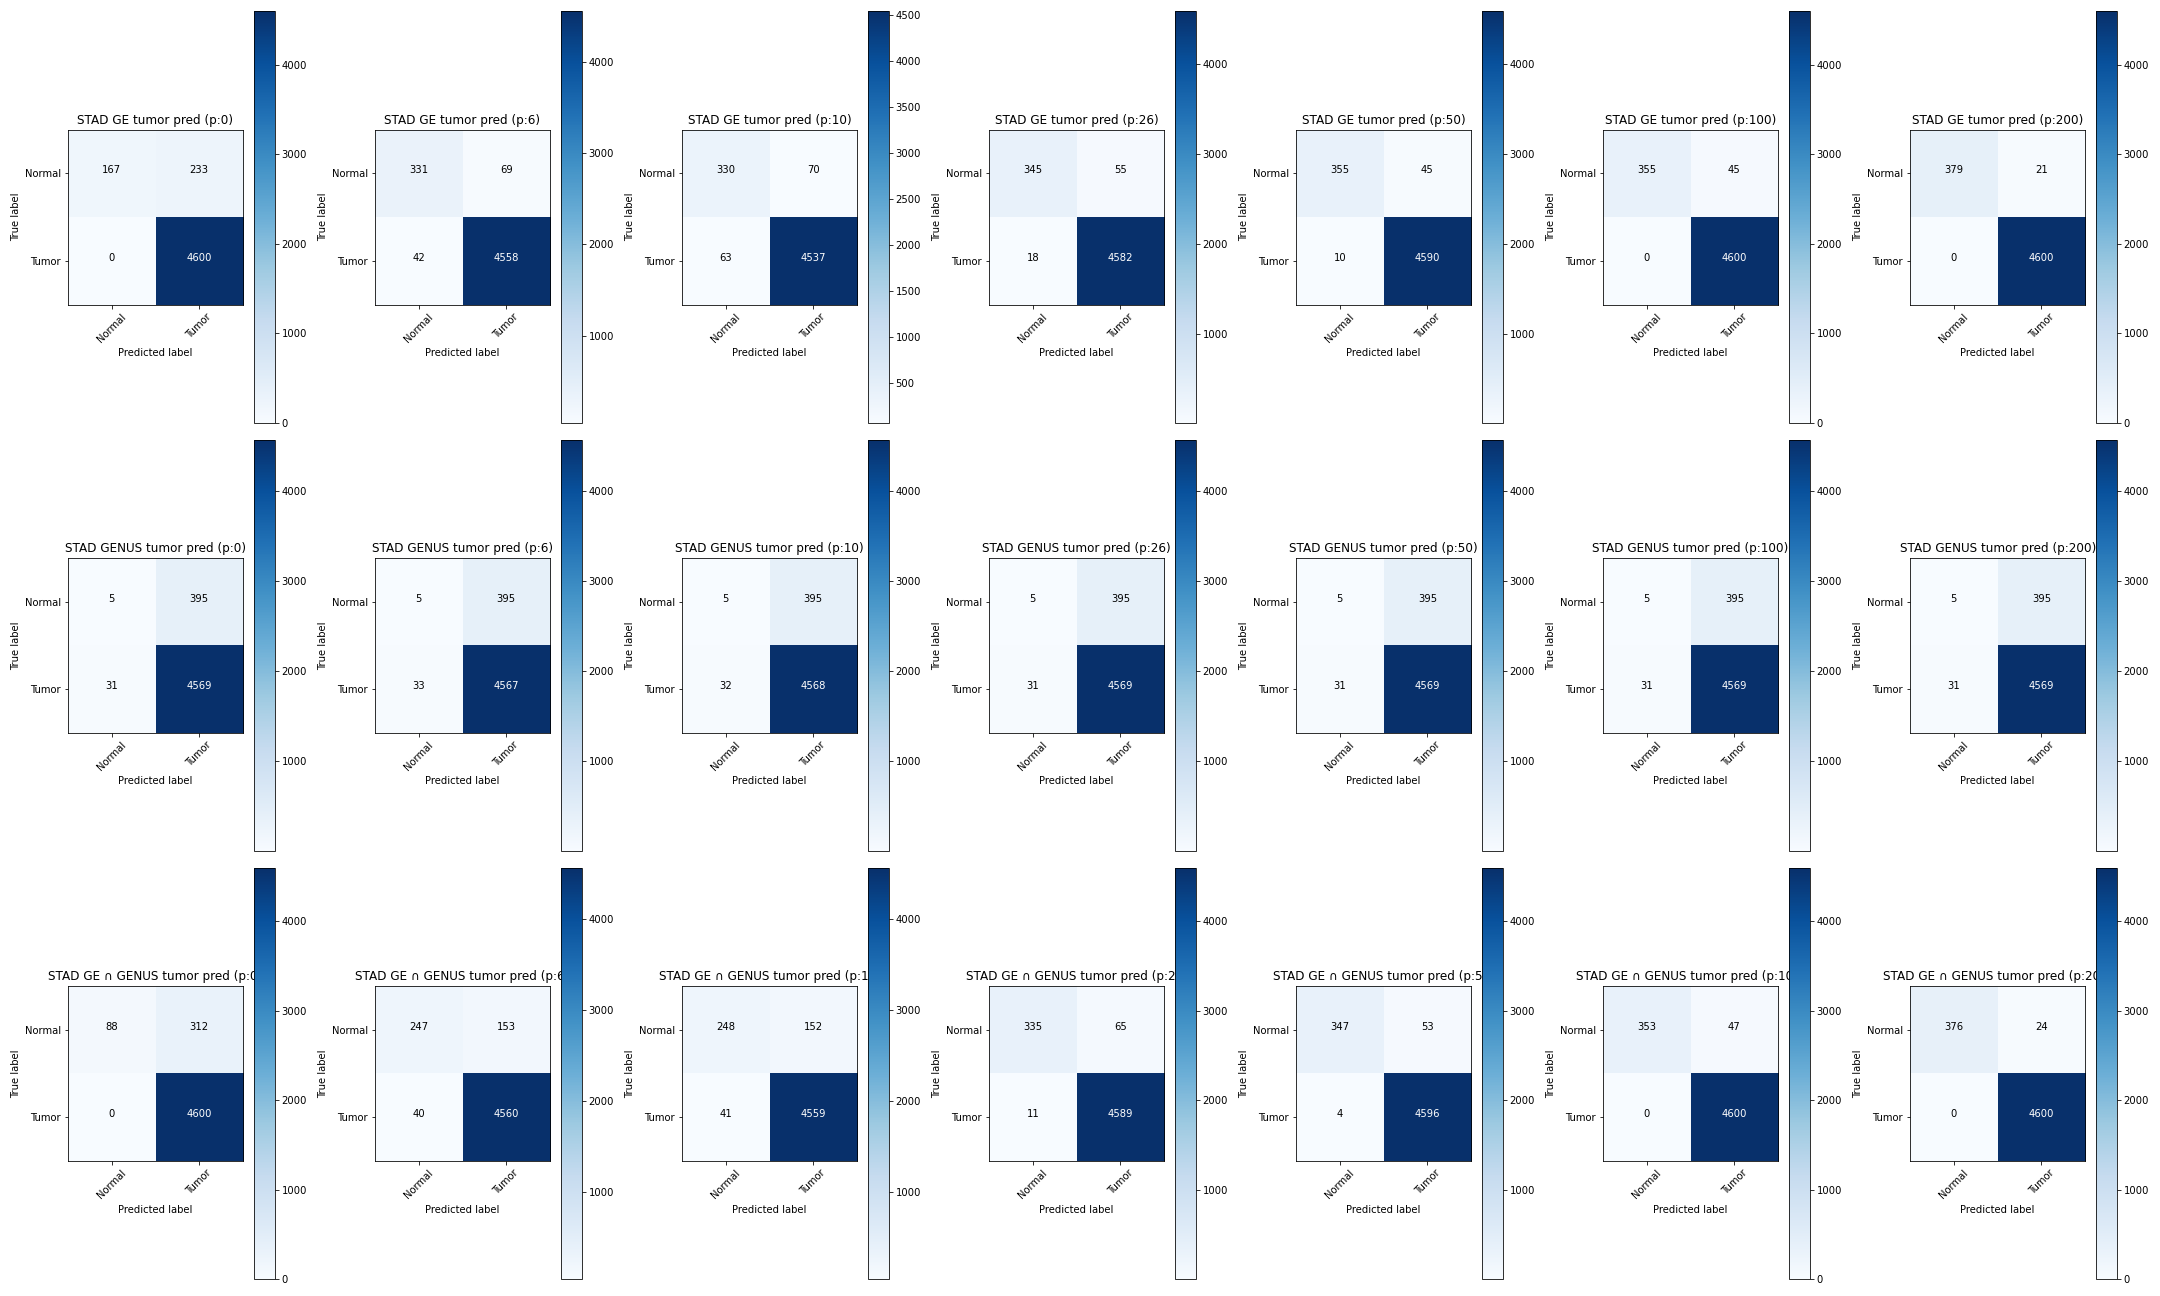 STAD GE tumor pred (p:0)
True label
Normal
167 233
Tumor
0 4600
Normal Tumor
Predicted label
4000
3000
2000
1000
0
STAD GE tumor pred (p:6)
True label
Normal
331 69
Tumor
42 4558
Normal Tumor
Predicted label
4000
3000
2000
1000
STAD GE tumor pred (p:10)
True label
Normal
330 70
Tumor
63 4537
Normal Tumor
Predicted label
4500
4000
3500
3000
2500
2000
1500
1000
500
STAD GE tumor pred (p:26)
True label
Normal
345 55
Tumor
18 4582
Normal Tumor
Predicted label
4000
3000
2000
1000
STAD GE tumor pred (p:50)
True label
Normal
355 45
Tumor
10 4590
Normal Tumor
Predicted label
4000
3000
2000
1000
STAD GE tumor pred (p:100)
True label
Normal
355 45
Tumor
0 4600
Normal Tumor
Predicted label
4000
3000
2000
1000
0
STAD GE tumor pred (p:200)
True label
Normal
379 21
Tumor
0 4600
Normal Tumor
Predicted label
4000
3000
2000
1000
0
STAD GENUS tumor pred (p:0)
True label
Normal
5 395
Tumor
31 4569
Normal Tumor
Predicted label
4000
3000
2000
1000
STAD GENUS tumor pred (p:6)
True label
Normal
5 395
Tumor
33 4567
Normal Tumor
Predicted label
4000
3000
2000
1000
STAD GENUS tumor pred (p:10)
True label
Normal
5 395
Tumor
32 4568
Normal Tumor
Predicted label
4000
3000
2000
1000
STAD GENUS tumor pred (p:26)
True label
Normal
5 395
Tumor
31 4569
Normal Tumor
Predicted label
4000
3000
2000
1000
STAD GENUS tumor pred (p:50)
True label
Normal
5 395
Tumor
31 4569
Normal Tumor
Predicted label
4000
3000
2000
1000
STAD GENUS tumor pred (p:100)
True label
Normal
5 395
Tumor
31 4569
Normal Tumor
Predicted label
4000
3000
2000
1000
STAD GENUS tumor pred (p:200)
True label
Normal
5 395
Tumor
31 4569
Normal Tumor
Predicted label
4000
3000
2000
1000
STAD GE ∩ GENUS tumor pred (p:0
True label
Normal
88 312
Tumor
0 4600
Normal Tumor
Predicted label
4000
3000
2000
1000
0
STAD GE ∩ GENUS tumor pred (p:6
True label
Normal
247 153
Tumor
40 4560
Normal Tumor
Predicted label
4000
3000
2000
1000
STAD GE ∩ GENUS tumor pred (p:1
True label
Normal
248 152
Tumor
41 4559
Normal Tumor
Predicted label
4000
3000
2000
1000
STAD GE ∩ GENUS tumor pred (p:2
True label
Normal
335 65
Tumor
11 4589
Normal Tumor
Predicted label
4000
3000
2000
1000
STAD GE ∩ GENUS tumor pred (p:5
True label
Normal
347 53
Tumor
4 4596
Normal Tumor
Predicted label
4000
3000
2000
1000
STAD GE ∩ GENUS tumor pred (p:10
True label
Normal
353 47
Tumor
0 4600
Normal Tumor
Predicted label
4000
3000
2000
1000
0
STAD GE ∩ GENUS tumor pred (p:20
True label
Normal
376 24
Tumor
0 4600
Normal Tumor
Predicted label
4000
3000
2000
1000
0